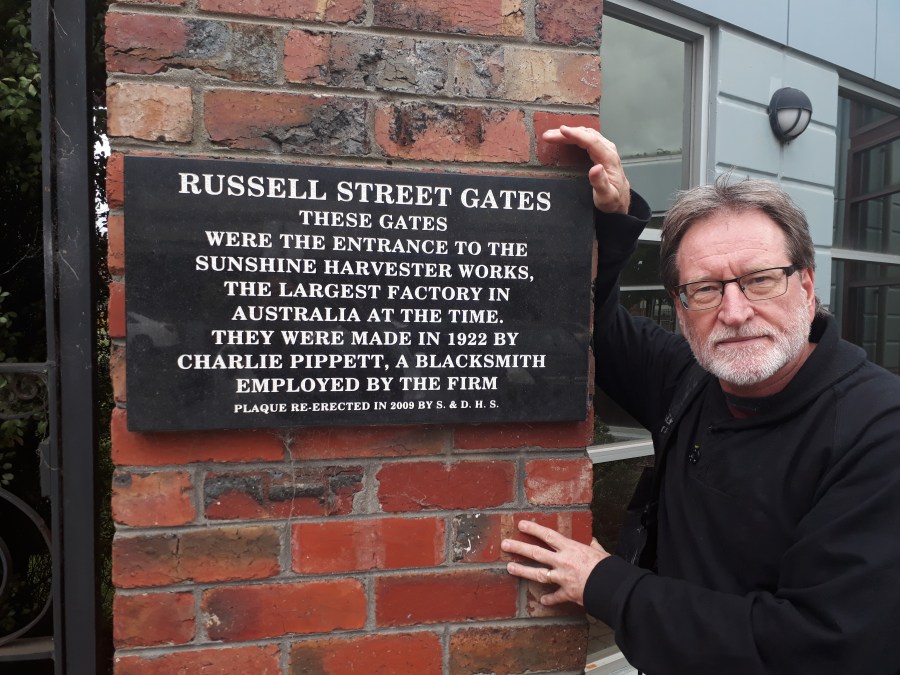 RUSSELL STREET GATES
THESE GATES
WERE THE ENTRANCE TO THE
SUNSHINE HARVESTER WORKS,
THE LARGEST FACTORY IN
AUSTRALIA AT THE TIME.
THEY WERE MADE IN 1922 BY
CHARLIE PIPPETT, A BLACKSMITH
EMPLOYED BY THE FIRM
PLAQUE RE-ERECTED IN 2009 BY S. & D. H. S.